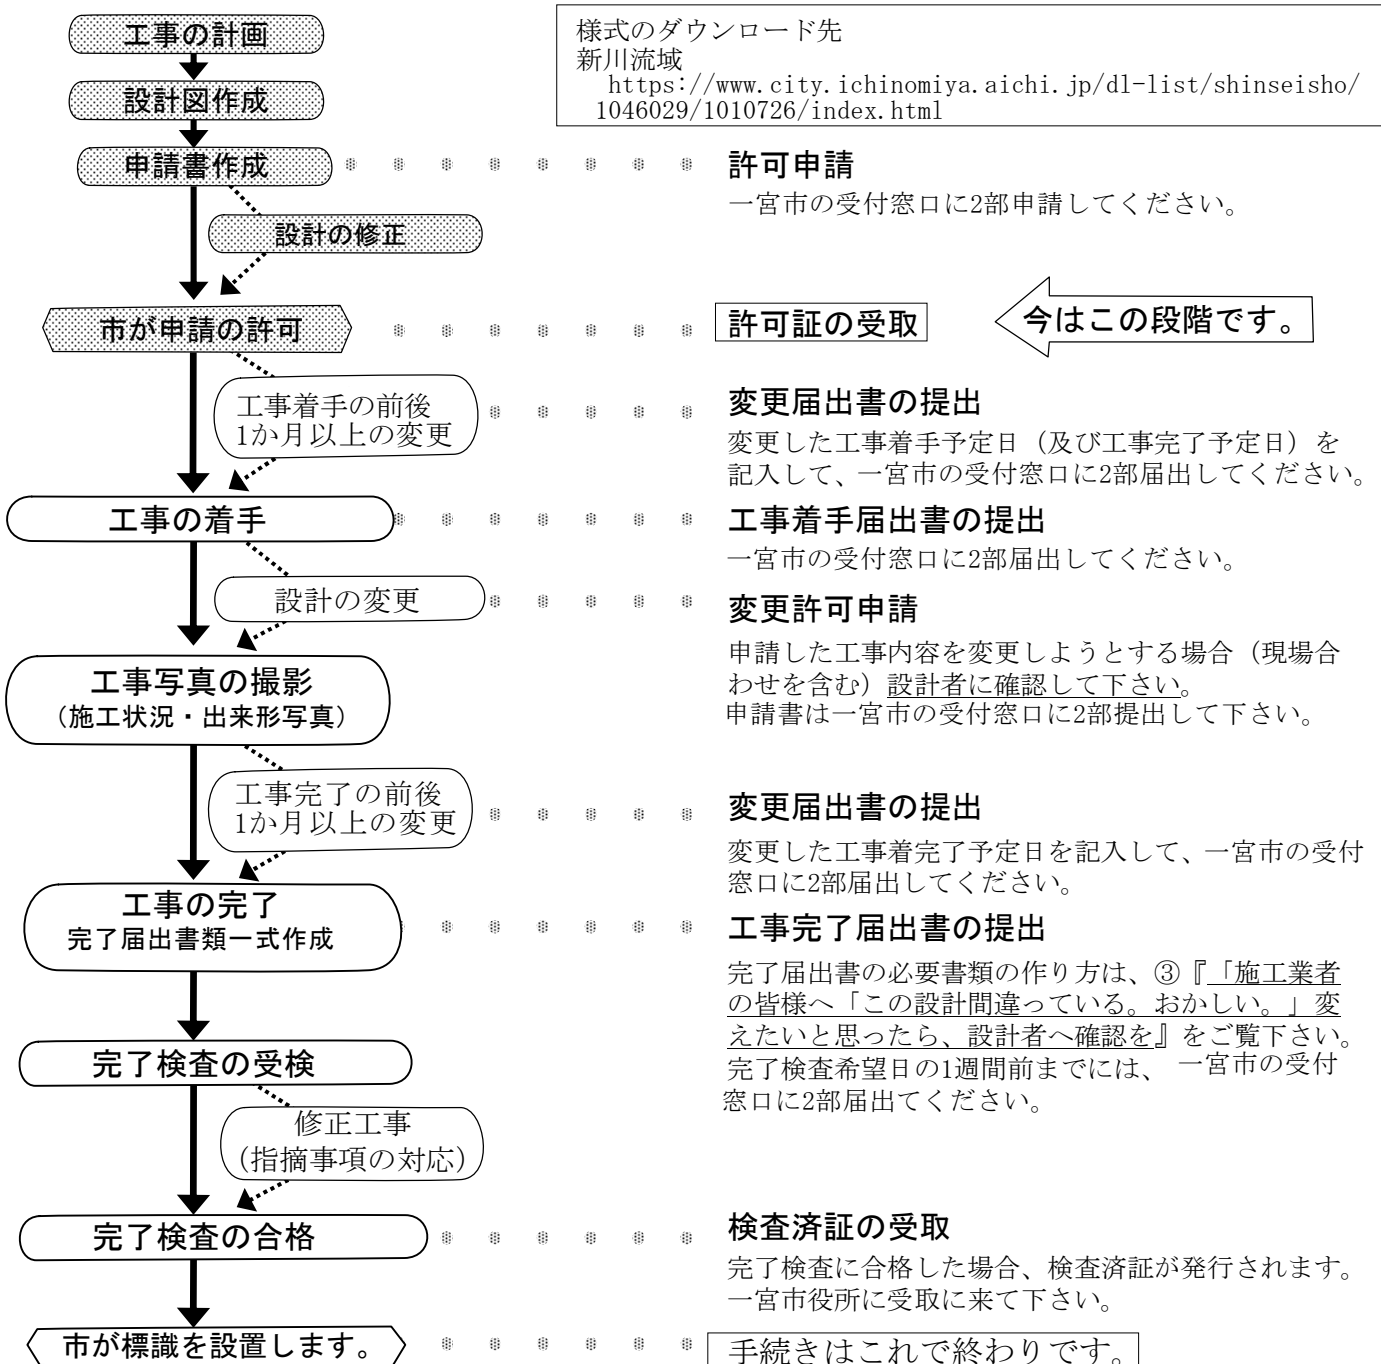 様式のダウンロード先
新川流域
https://www.city.ichinomiya.aichi.jp/dl-list/shinseisho/
1046029/1010726/index.html
工事の計画
設計図作成
申請書作成
許可申請
一宮市の受付窓口に2部申請してください。
設計の修正
市が申請の許可
許可証の受取
今はこの段階です。
工事着手の前後
1か月以上の変更
変更届出書の提出
変更した工事着手予定日（及び工事完了予定日）を
記入して、一宮市の受付窓口に2部届出してください。
工事の着手
工事着手届出書の提出
一宮市の受付窓口に2部届出してください。
設計の変更
変更許可申請
申請した工事内容を変更しようとする場合（現場合
わせを含む）設計者に確認して下さい。
申請書は一宮市の受付窓口に2部提出して下さい。
工事写真の撮影
（施工状況・出来形写真）
工事完了の前後
1か月以上の変更
変更届出書の提出
変更した工事着完了予定日を記入して、一宮市の受付
窓口に2部届出してください。
工事の完了
完了届出書類一式作成
工事完了届出書の提出
完了届出書の必要書類の作り方は、③『「施工業者
の皆様へ「この設計間違っている。おかしい。」変
えたいと思ったら、設計者へ確認を』をご覧下さい。
完了検査希望日の1週間前までには、 一宮市の受付
窓口に2部届出てください。
完了検査の受検
修正工事
(指摘事項の対応)
完了検査の合格
検査済証の受取
完了検査に合格した場合、検査済証が発行されます。
一宮市役所に受取に来て下さい。
市が標識を設置します。
手続きはこれで終わりです。